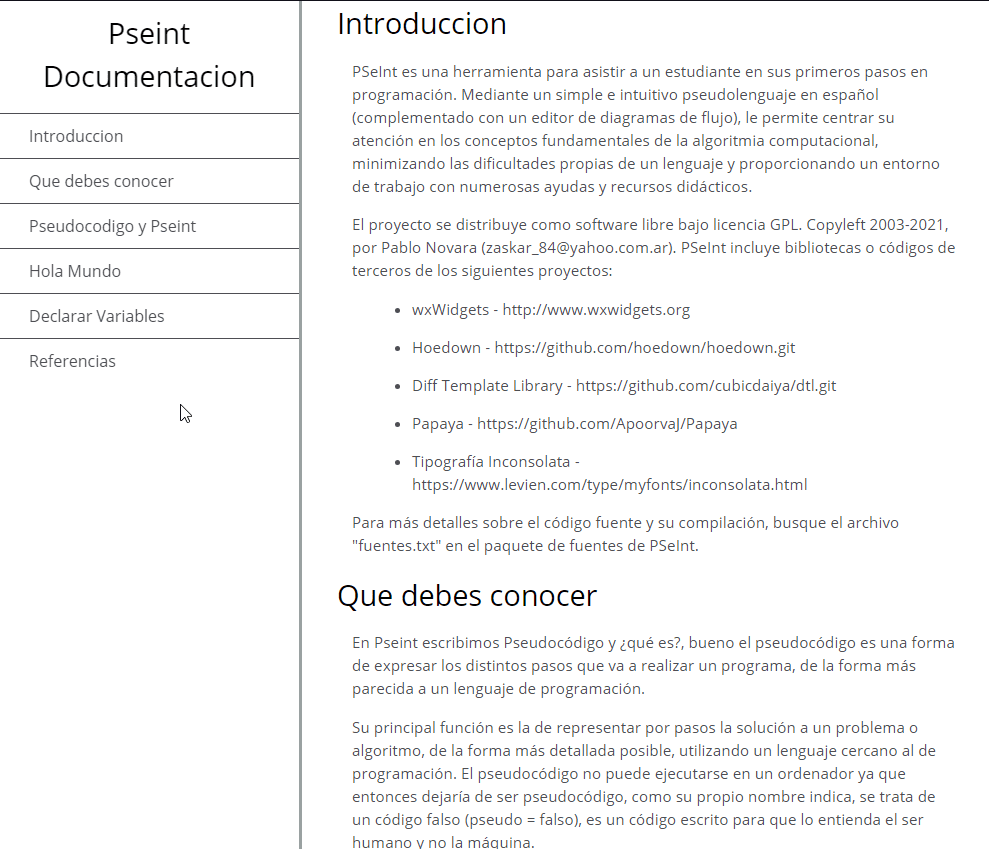 Pseint
Documentacion
Introduccion
Que debes conocer
Pseudocodigo y Pseint
Hola Mundo
Declarar Variables
Referencias
Introduccion
PSeInt es una herramienta para asistir a un estudiante en sus primeros pasos en
programación. Mediante un simple e intuitivo pseudolenguaje en español
(complementado con un editor de diagramas de flujo), le permite centrar su
atención en los conceptos fundamentales de la algoritmia computacional,
minimizando las dificultades propias de un lenguaje y proporcionando un entorno
de trabajo con numerosas ayudas y recursos didácticos.
El proyecto se distribuye como software libre bajo licencia GPL. Copyleft 2003-2021,
por Pablo Novara (zaskar_84@yahoo.com.ar). PSeInt incluye bibliotecas o códigos de
terceros de los siguientes proyectos:
• wxWidgets - http://www.wxwidgets.org
• Hoedown - https://github.com/hoedown/hoedown.git
• Diff Template Library - https://github.com/cubicdaiya/dtl.git
• Papaya - https://github.com/ApoorvaJ/Papaya
• Tipografía Inconsolata -
https://www.levien.com/type/myfonts/inconsolata.html
Para más detalles sobre el código fuente y su compilación, busque el archivo
"fuentes.txt" en el paquete de fuentes de PSeInt.
Que debes conocer
En Pseint escribimos Pseudocódigo y ¿qué es?, bueno el pseudocódigo es una forma
de expresar los distintos pasos que va a realizar un programa, de la forma más
parecida a un lenguaje de programación.
Su principal función es la de representar por pasos la solución a un problema o
algoritmo, de la forma más detallada posible, utilizando un lenguaje cercano al de
programación. El pseudocódigo no puede ejecutarse en un ordenador ya que
entonces dejaría de ser pseudocódigo, como su propio nombre indica, se trata de
un código falso (pseudo = falso), es un código escrito para que lo entienda el ser
humano y no la máquina.